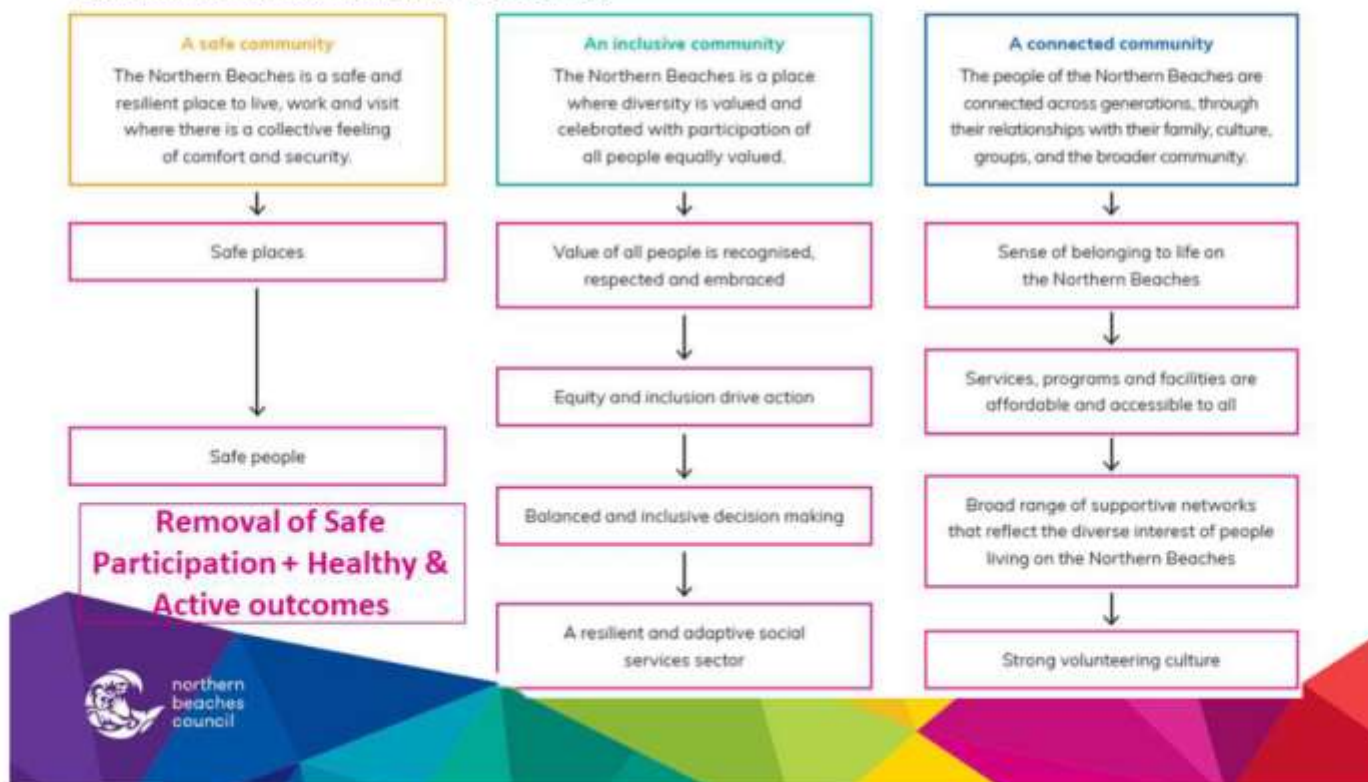 A safe community
The Northern Beaches is a safe and
resilient place to live, work and visit
where there is a collective feeling
of comfort and security.
Safe places
Safe people
Removal of Safe
Participation + Healthy &
Active outcomes
An inclusive community
The Northern Beaches is a place
where diversity is valued and
celebrated with participation of
all people equally valued.
Value of all people is recognised,
respected and embraced
Equity and inclusion drive action
Balanced and inclusive decision making
A resilient and adaptive social
services sector
A connected community
The people of the Northern Beaches are
connected across generations, through
their relationships with their family, culture,
groups, and the broader community.
Sense of belonging to life on
the Northern Beaches
Services, programs and facilities are
affordable and accessible to all
Broad range of supportive networks
that reflect the diverse interest of people
living on the Northern Beaches
Strong volunteering culture
northern
beaches
council